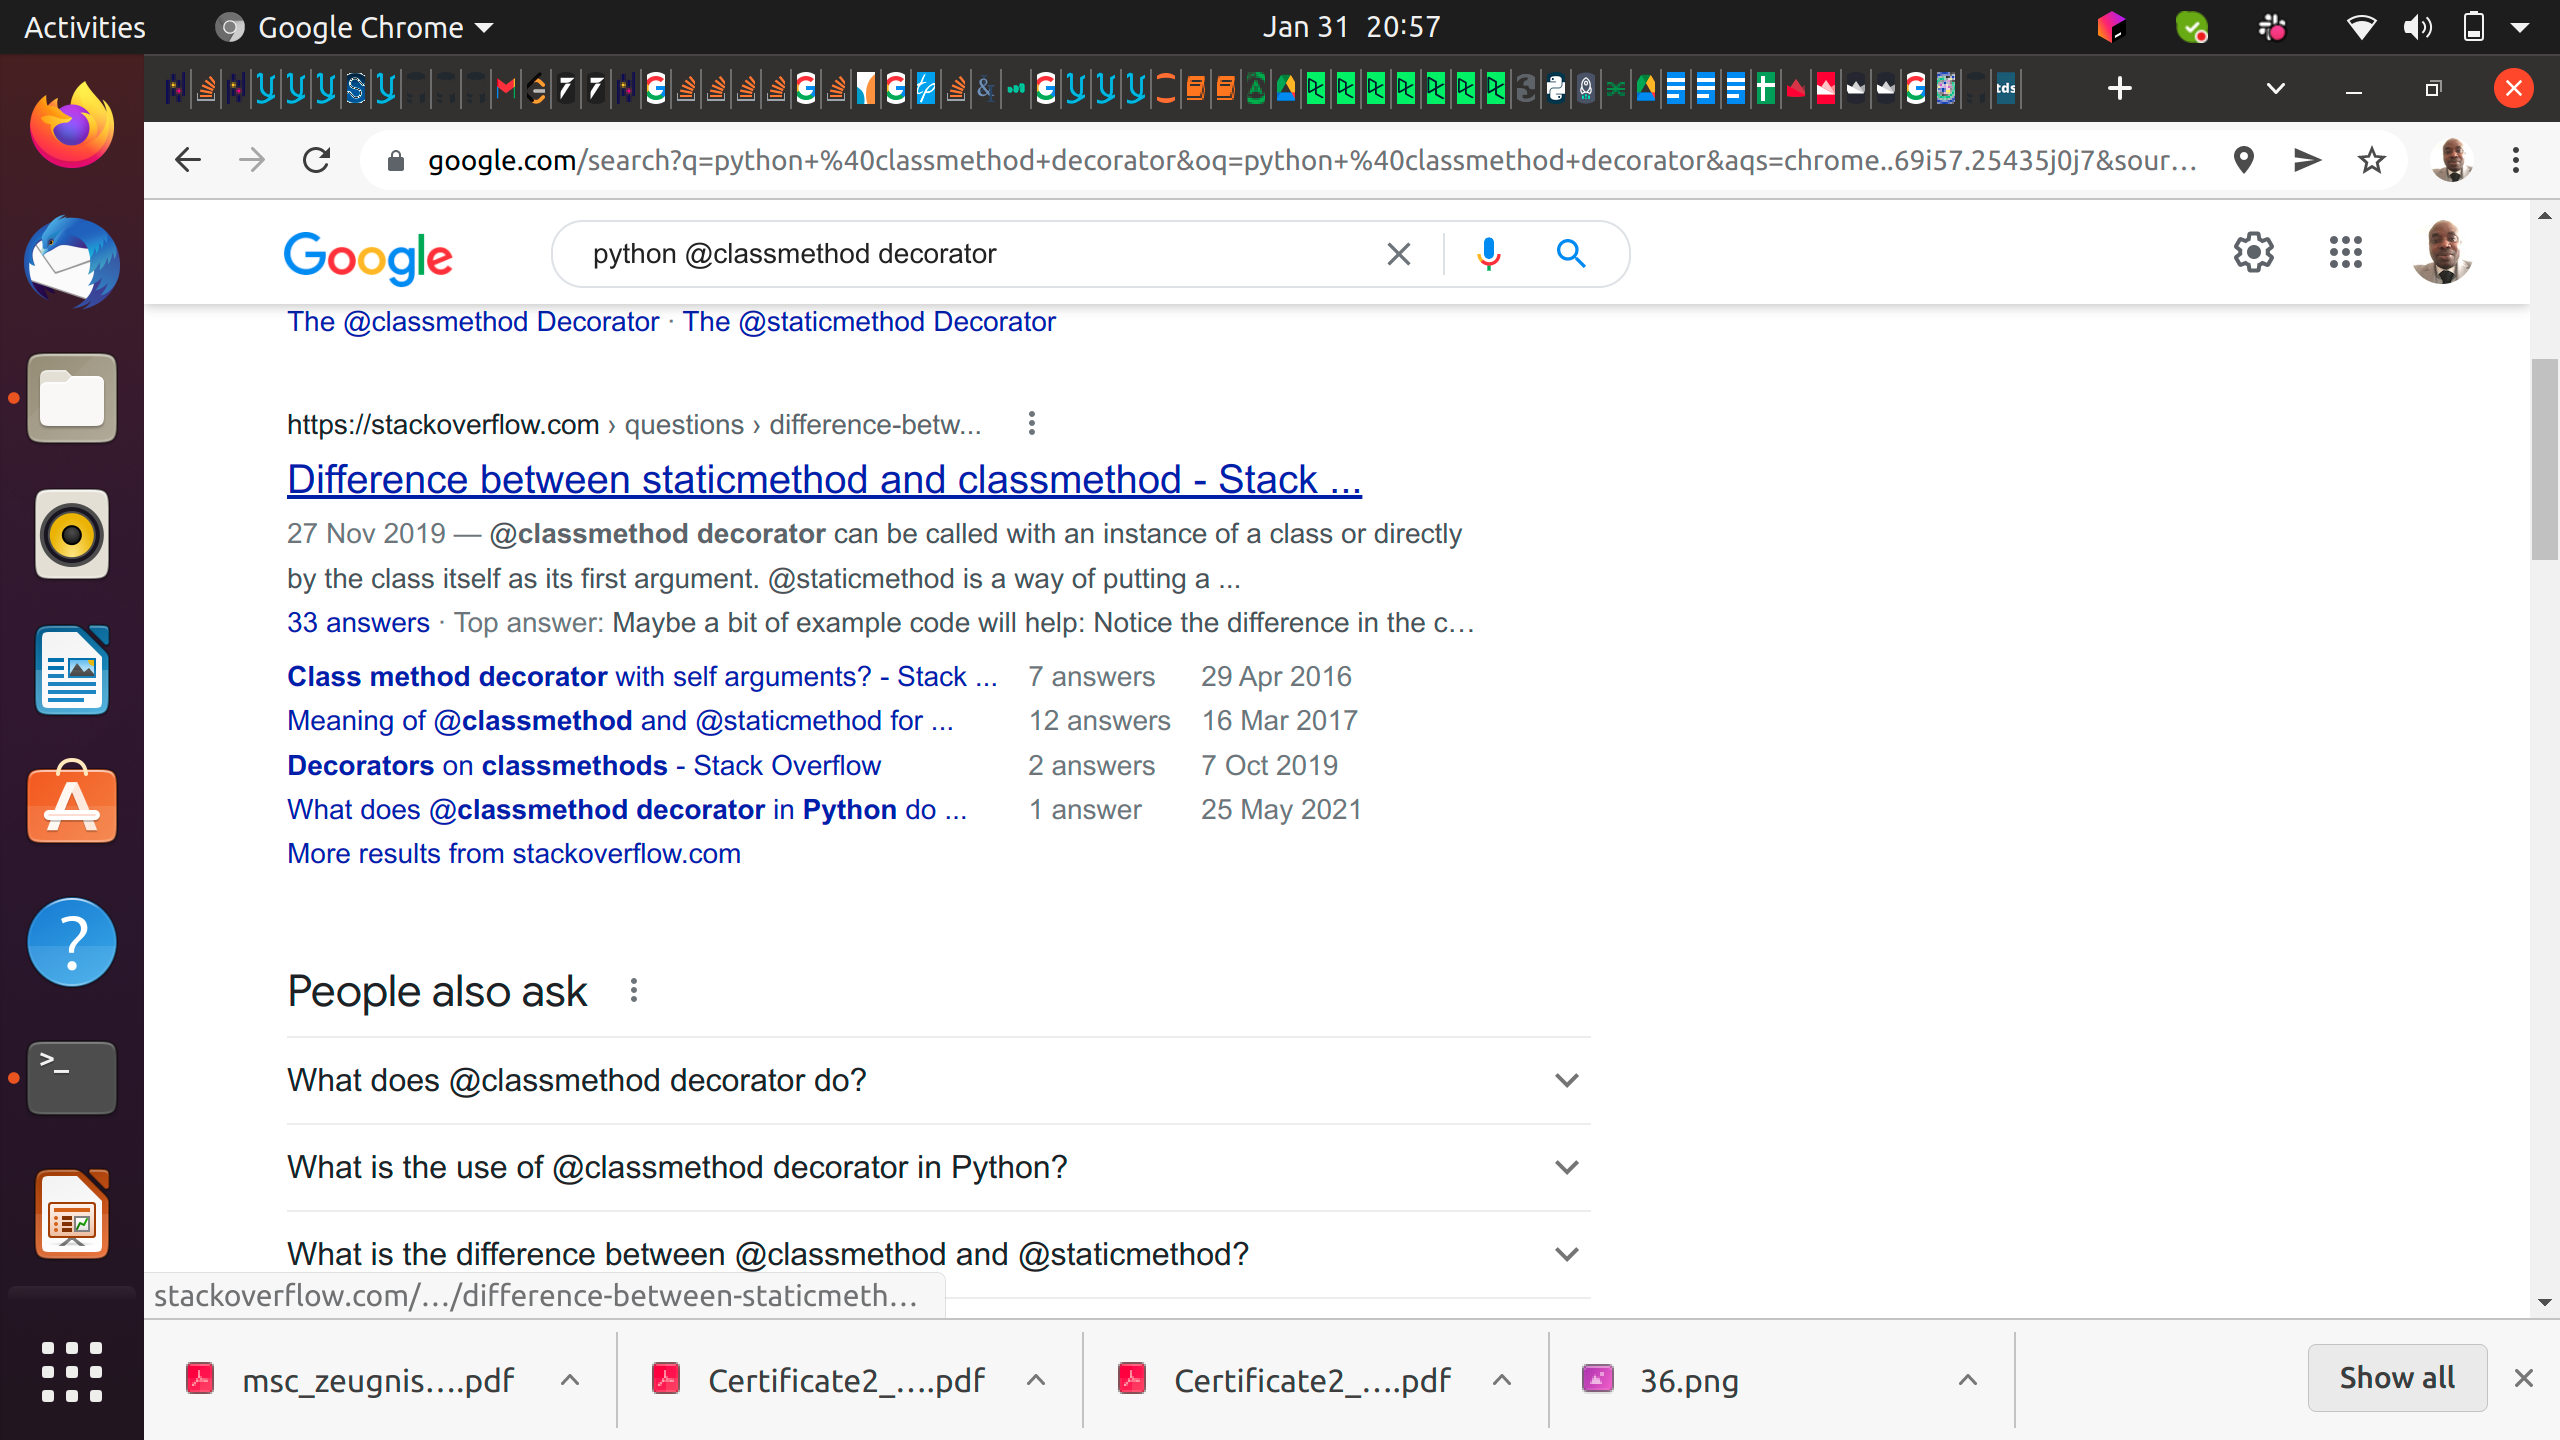 Activities
Google Chrome
Jan 31 20:57
tds
google.com/search?q=python+%40classmethod+decorator&oq=python+%40classmethod+decorator&aqs=chrome..69i57.25435j0j7&sour...
Google
python @classmethod decorator
The @classmethod Decorator · The @staticmethod Decorator
https://stackoverflow.com › questions › difference-betw...
Difference between staticmethod and classmethod - Stack ...
27 Nov 2019 — @classmethod decorator can be called with an instance of a class or directly
by the class itself as its first argument. @staticmethod is a way of putting a ...
33 answers · Top answer: Maybe a bit of example code will help: Notice the difference in the c...
Class method decorator with self arguments? - Stack ... 7 answers 29 Apr 2016
Meaning of @classmethod and @staticmethod for ... 12 answers 16 Mar 2017
Decorators on classmethods - Stack Overflow 2 answers 7 Oct 2019
What does @classmethod decorator in Python do ... 1 answer 25 May 2021
More results from stackoverflow.com
People also ask
What does @classmethod decorator do?
What is the use of @classmethod decorator in Python?
What is the difference between @classmethod and @staticmethod?
stackoverflow.com/.../difference-between-staticmeth...
msc_zeugnis....pdf
Certificate2_....pdf
Certificate2_....pdf
36.png
Show all